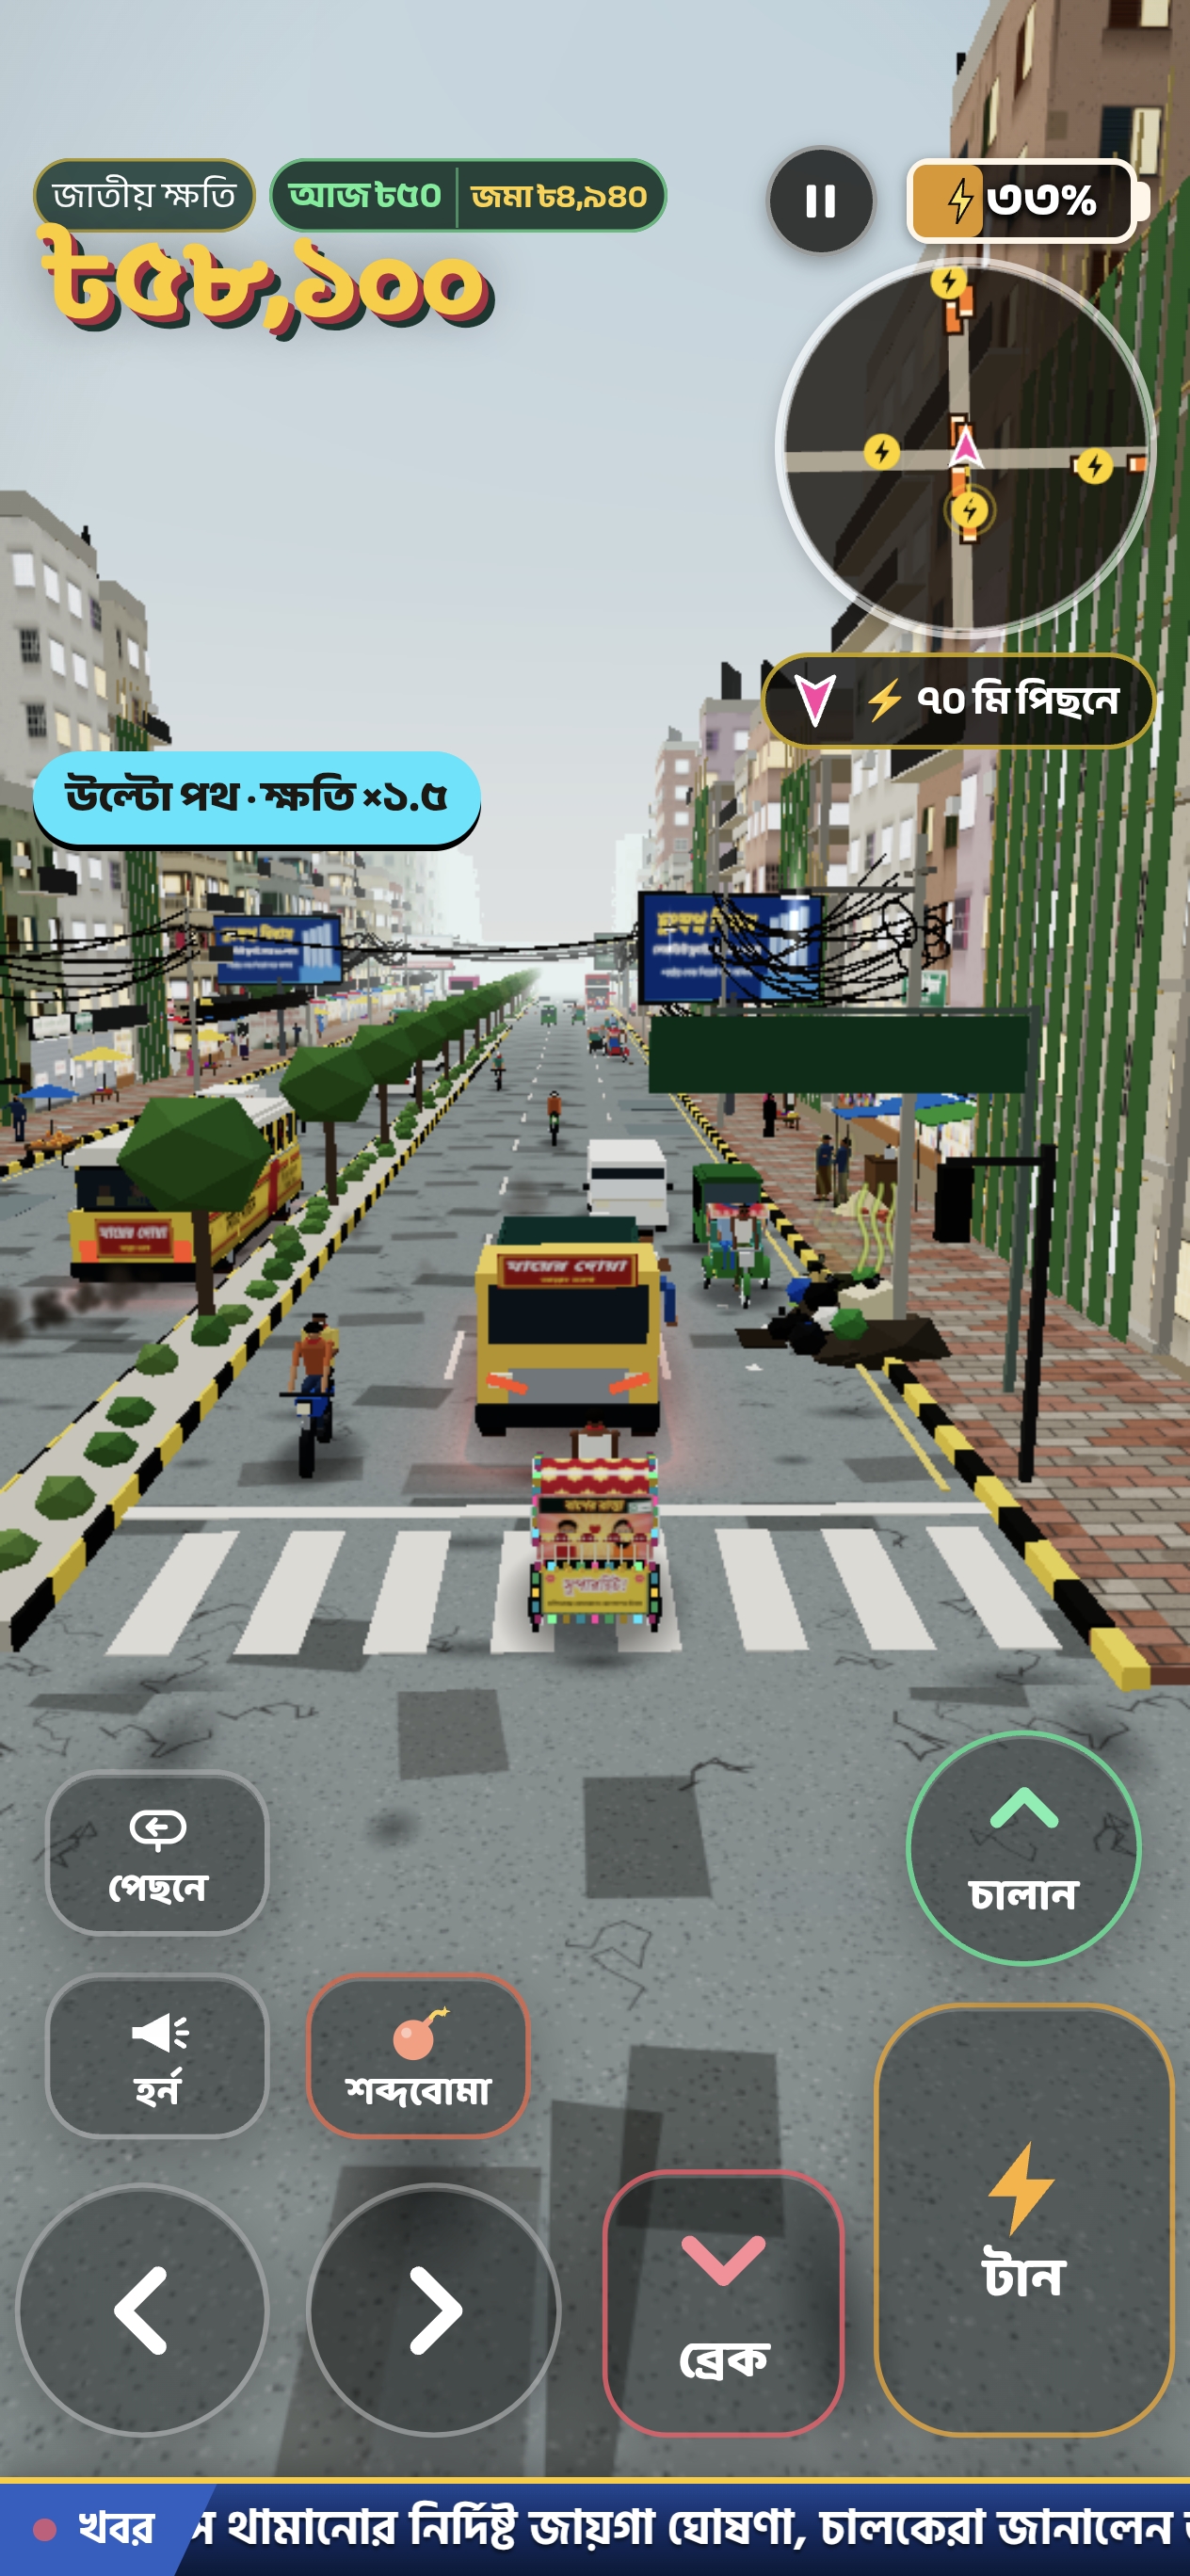 জাতীয় ক্ষতি
আজ ৳৫০ জমা ৳৪,৯৪০
৳৫৮,১০০
৩৩%
৭০ মি পিছনে
উল্টো পথ · ক্ষতি ×১.৫
মায়ের দোয়া
মায়ের দোয়া
পেছনে
চালান
হর্ন
শব্দবোমা
টান
ব্রেক
খবর
থামানোর নির্দিষ্ট জায়গা ঘোষণা, চালকেরা জানালেন